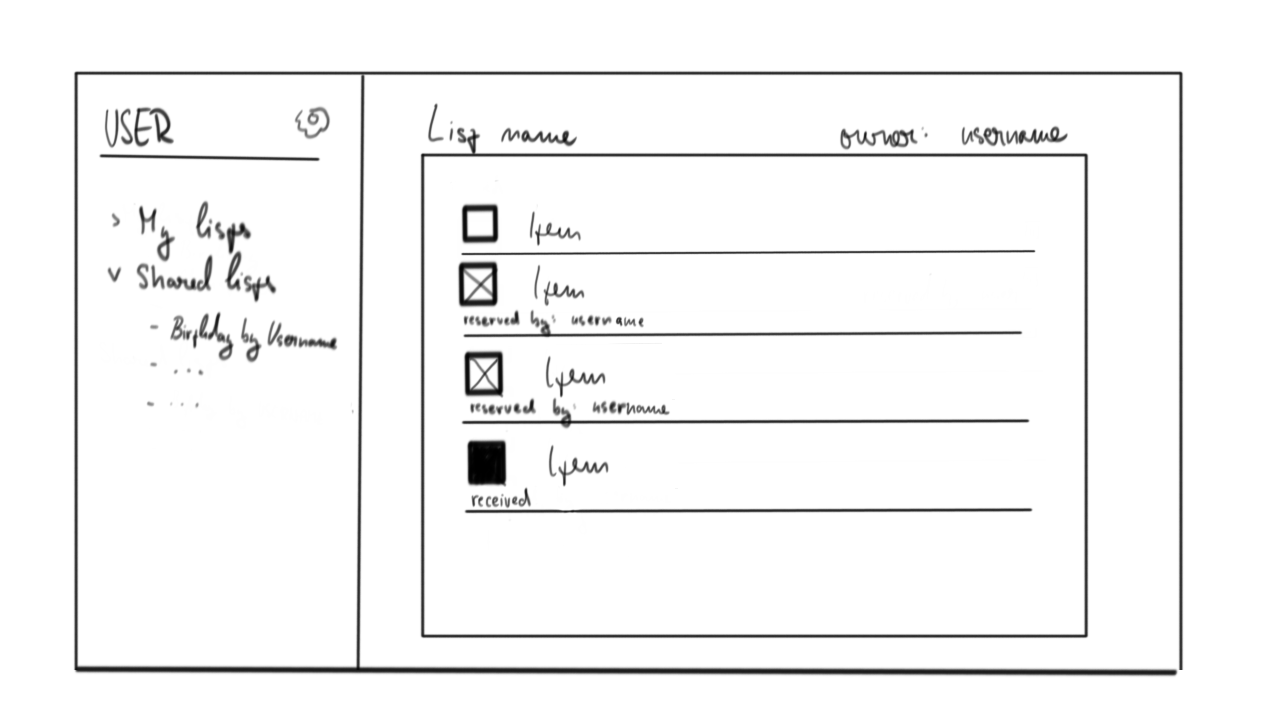 USER
> My lists
v Shared lists
- Birthday by Username
- ...
- ...
List name
owner: username
Item
Item
reserved by: username
Item
reserved by: username
Item
received